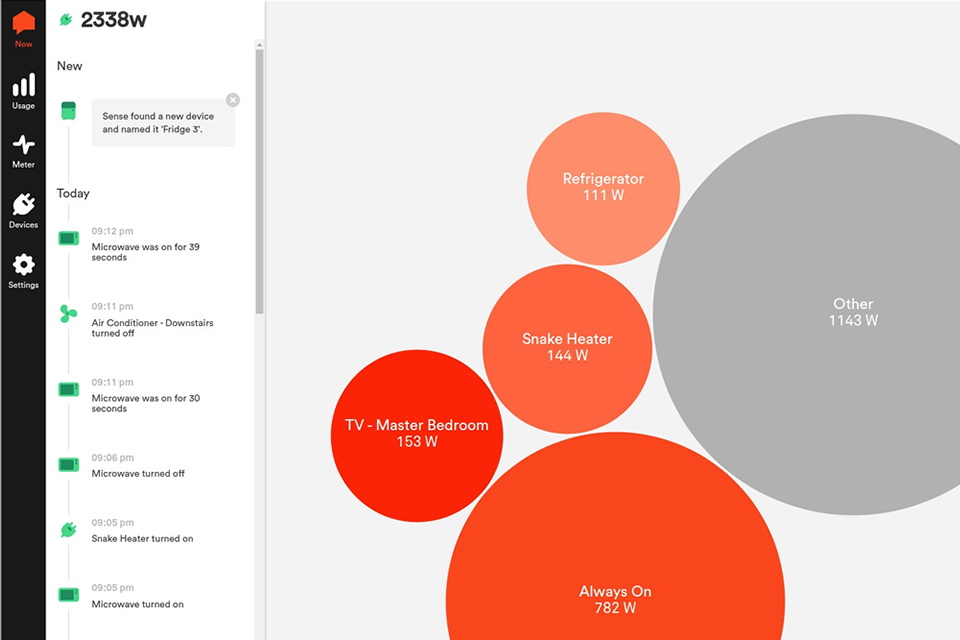 2338w
Now
Usage
Meter
Devices
Settings
New
Sense found a new device
and named it 'Fridge 3'.
Today
09:12 pm
Microwave was on for 39
seconds
09:11 pm
Air Conditioner - Downstairs
turned off
09:11 pm
Microwave was on for 30
seconds
09:06 pm
Microwave turned off
09:05 pm
Snake Heater turned on
09:05 pm
Microwave turned on
Refrigerator
111 W
Other
1143 W
Snake Heater
144 W
TV - Master Bedroom
153 W
Always On
782 W